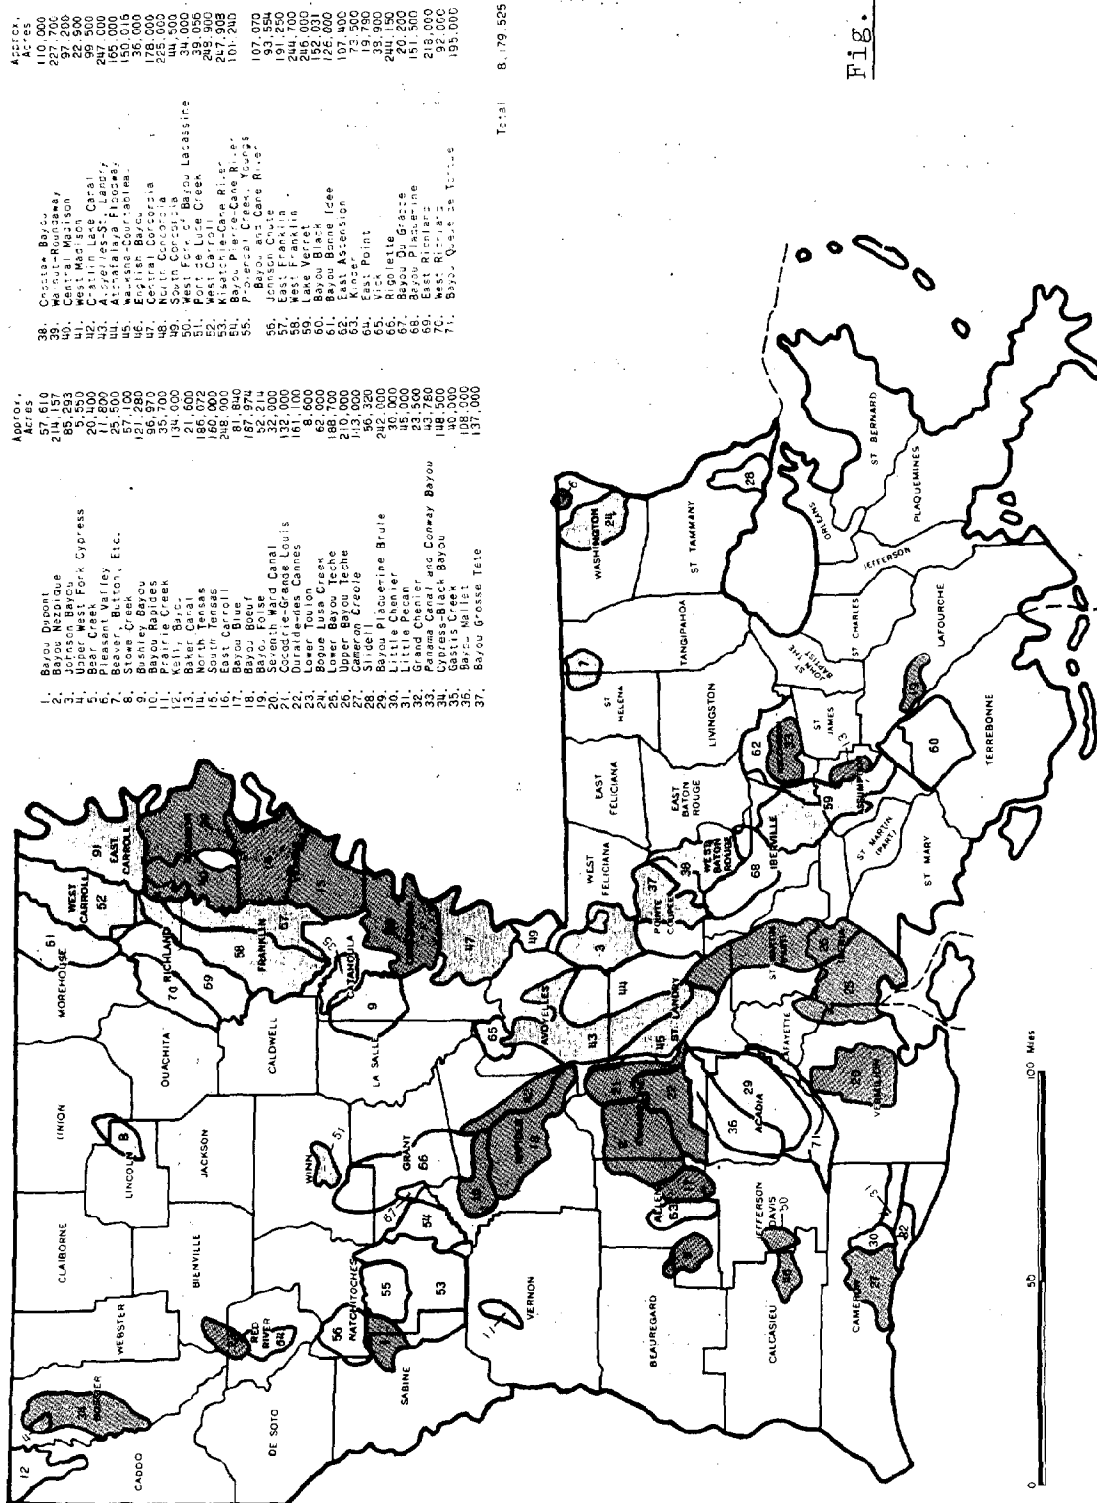 Approx.
Acres
1. Bayou Dupont 57,610
2. Bayou Nezpique 214,157
3. Johnson Bayou 85,293
4. Upper West Fork Cypress 5,550
5. Bear Creek 20,400
6. Pleasant Valley 11,800
7. Beaver, Button, Etc. 25,500
8. Stowe Creek 57,100
9. Bushley Bayou 121,280
10. Bayou Rapides 96,970
11. Prairie Creek 35,700
12. Kelly Bayou 134,000
13. Baker Canal 21,600
14. North Tensas 186,072
15. South Tensas 160,000
16. East Carroll 248,000
17. Bayou Blue 81,840
18. Bayou Boeuf 187,974
19. Bayou Folse 52,214
20. Seventh Ward Canal 32,000
21. Cocodrie-Grande Louis 132,000
22. Duralde-des Cannes 101,100
23. Lower Toulon 8,600
24. Bogue Lusa Creek 62,000
25. Lower Bayou Teche 188,700
26. Upper Bayou Teche 210,000
27. Cameron Creole 113,000
28. Slidell 56,320
29. Bayou Plaquemine Brule 242,000
30. Little Chenier 30,000
31. Little Pecan 45,000
32. Grand Chenier 23,500
33. Panama Canal and Conway Bayou 43,780
34. Cypress-Black Bayou 148,500
35. Gastis Creek 40,000
36. Bayou Mallet 108,000
37. Bayou Grosse Tete 137,000
Approx.
Acres
38. Choctaw Bayou 110,000
39. Walnut-Roundaway 227,700
40. Central Madison 97,200
41. West Madison 22,900
42. Chatlin Lake Canal 99,500
43. Avoyelles-St. Landry 247,000
44. Atchafalaya Floodway 165,000
45. Wauksha-Courtableau 150,016
46. English Bayou 36,000
47. Central Concordia 178,000
48. North Concordia 225,000
49. South Concordia 44,500
50. West Fork of Bayou Lacassine 34,000
51. Port de Luce Creek 39,056
52. West Carroll 248,900
53. Kisatchie-Cane River 247,903
54. Bayou Pierre-Cane River 101,240
55. Provencal Creek, Youngs
Bayou and Cane River 107,070
56. Johnson Chute 93,554
57. East Franklin 191,250
58. West Franklin 244,700
59. Lake Verret 246,000
60. Bayou Black 152,031
61. Bayou Bonne Idee 126,000
62. East Ascension 107,400
63. Kinder 73,500
64. East Point 19,780
65. Vick 33,900
66. Rigolette 244,150
67. Bayou Du Grappe 20,200
68. Bayou Plaquemine 151,500
69. East Richland 218,000
70. West Richland 92,000
71. Bayou Queue de Tortue 195,000
Total 8,179,525
Fig.
CADDO
BOSSIER
WEBSTER
CLAIBORNE
UNION
MOREHOUSE
WEST
CARROLL
EAST
CARROLL
LINCOLN
OUACHITA
RICHLAND
BIENVILLE
JACKSON
CALDWELL
FRANKLIN
RED
RIVER
DE SOTO
WINN
LA SALLE
CATAHOULA
NATCHITOCHES
GRANT
SABINE
VERNON
AVOYELLES
BEAUREGARD
ALLEN
ST. LANDRY
POINTE
COUPEE
WEST
FELICIANA
EAST
FELICIANA
ST
HELENA
TANGIPAHOA
WASHINGTON
ST TAMMANY
LIVINGSTON
EAST
BATON
ROUGE
WEST
BATON
ROUGE
IBERVILLE
CALCASIEU
JEFFERSON
DAVIS
ACADIA
LAFAYETTE
CAMERON
VERMILION
ST MARTIN
(PART)
ST MARY
ST
JAMES
ST
JOHN THE
BAPTIST
ST CHARLES
ASSUMPTION
LAFOURCHE
TERREBONNE
JEFFERSON
ORLEANS
ST BERNARD
PLAQUEMINES
0 50 100 Miles